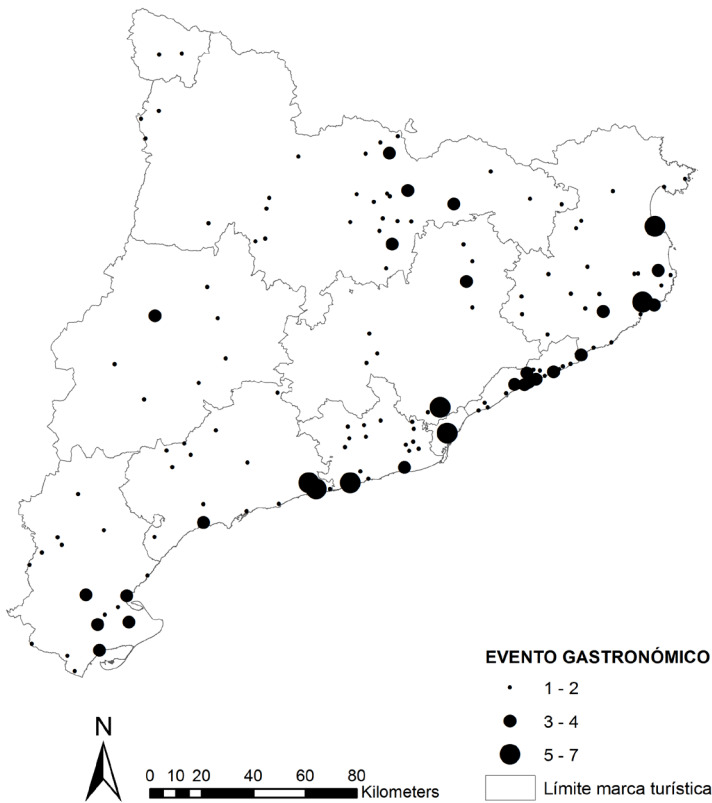 EVENTO GASTRONÓMICO
1 - 2
3 - 4
5 - 7
Límite marca turística
N
0 10 20 40 60 80
Kilometers